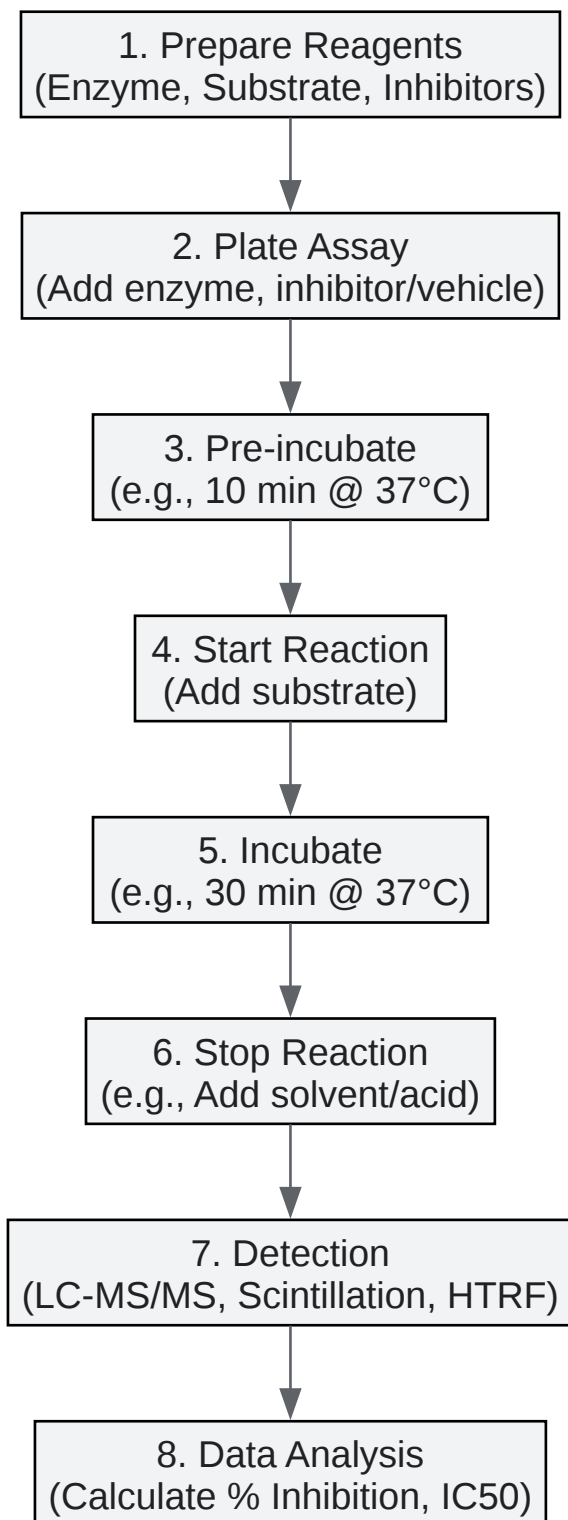 1. Prepare Reagents
(Enzyme, Substrate, Inhibitors)
2. Plate Assay
(Add enzyme, inhibitor/vehicle)
3. Pre-incubate
(e.g., 10 min @ 37°C)
4. Start Reaction
(Add substrate)
5. Incubate
(e.g., 30 min @ 37°C)
6. Stop Reaction
(e.g., Add solvent/acid)
7. Detection
(LC-MS/MS, Scintillation, HTRF)
8. Data Analysis
(Calculate % Inhibition, IC50)